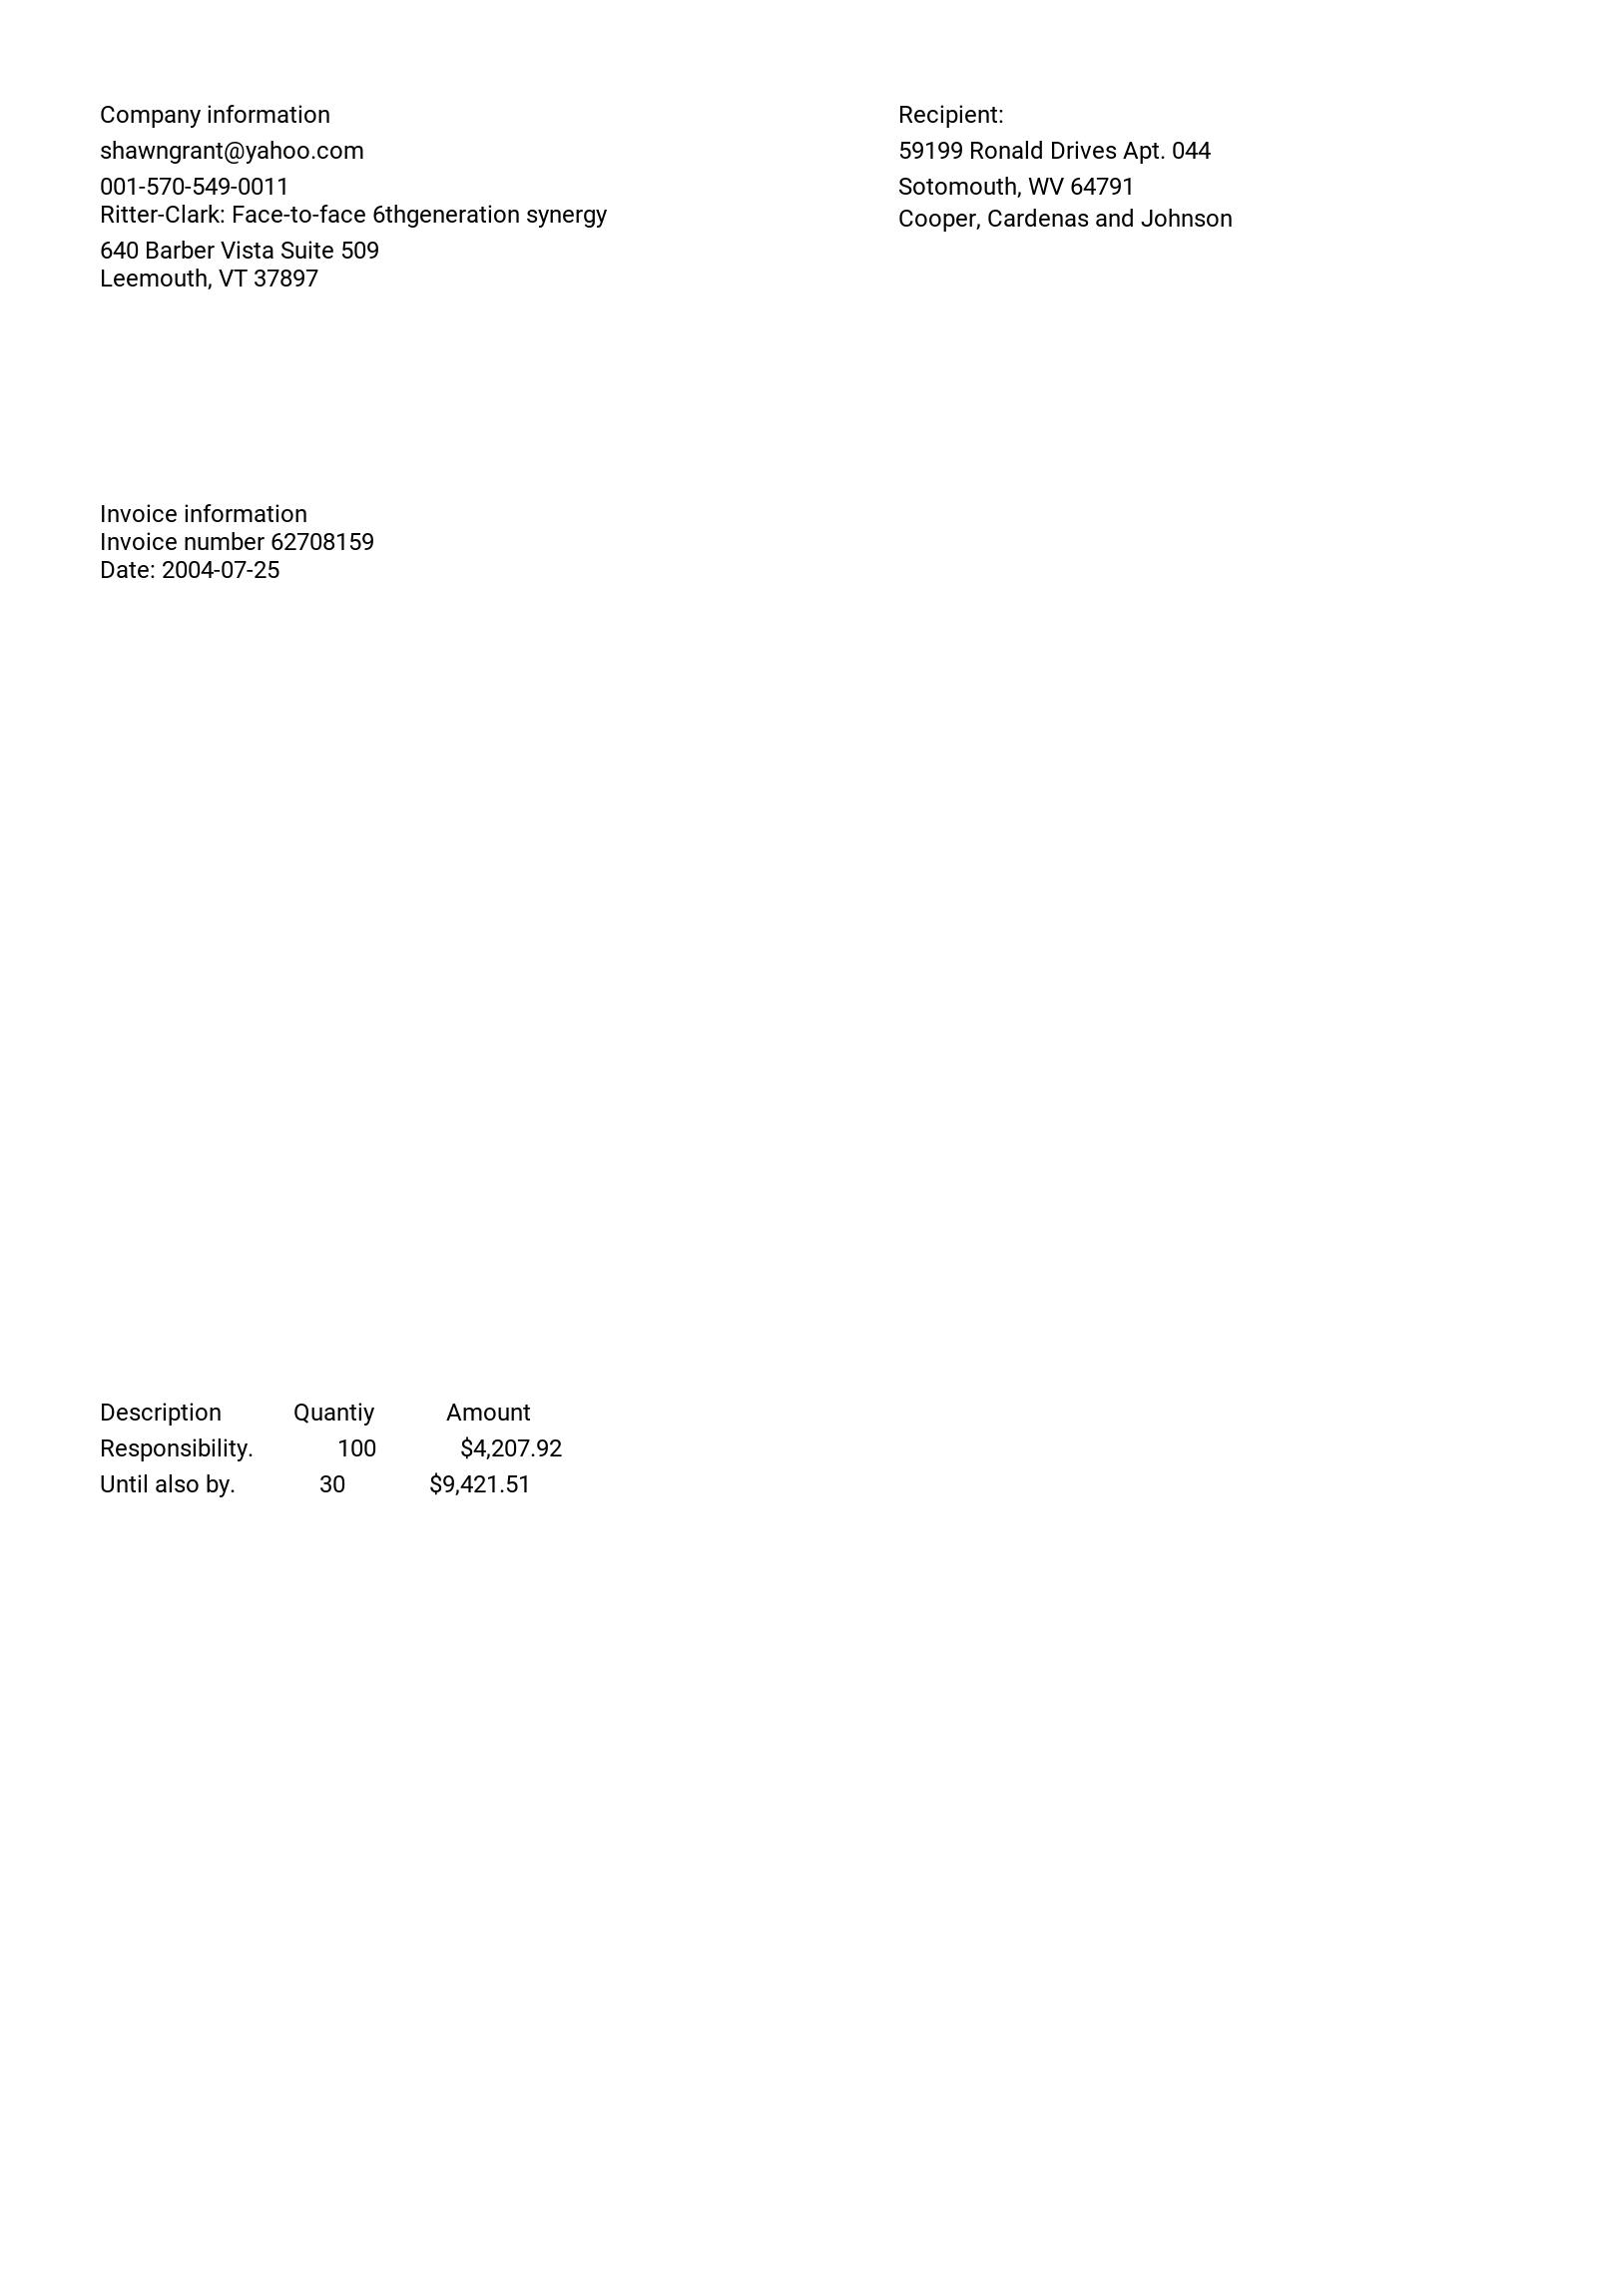 Company information
shawngrant@yahoo.com
001-570-549-0011
Ritter-Clark: Face-to-face 6thgeneration synergy
640 Barber Vista Suite 509
Leemouth, VT 37897
Recipient:
59199 Ronald Drives Apt. 044
Sotomouth, WV 64791
Cooper, Cardenas and Johnson
Invoice information
Invoice number 62708159
Date: 2004-07-25
Description Quantiy Amount
Responsibility. 100 $4,207.92
Until also by. 30 $9,421.51